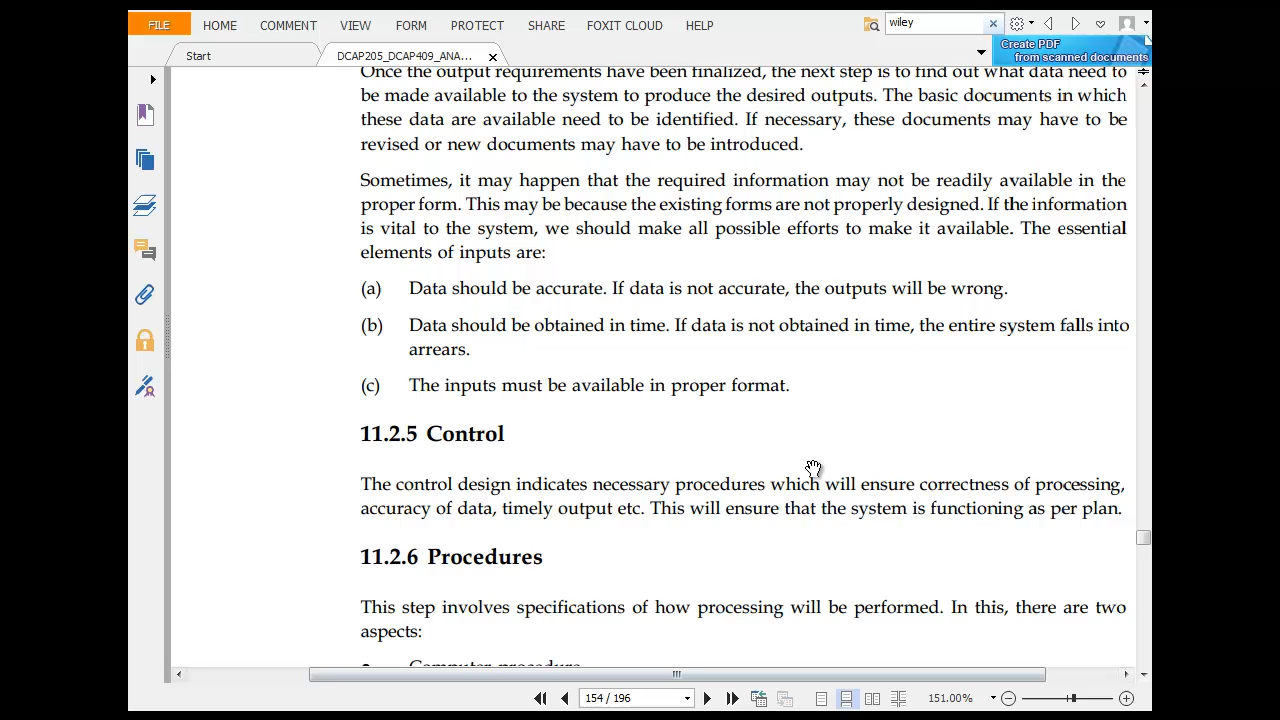 FILE HOME COMMENT VIEW FORM PROTECT SHARE FOXIT CLOUD HELP wiley
Start DCAP205_DCAP409_ANA... Create PDF
from scanned documents
Once the output requirements have been finalized, the next step is to find out what data need to
be made available to the system to produce the desired outputs. The basic documents in which
these data are available need to be identified. If necessary, these documents may have to be
revised or new documents may have to be introduced.
Sometimes, it may happen that the required information may not be readily available in the
proper form. This may be because the existing forms are not properly designed. If the information
is vital to the system, we should make all possible efforts to make it available. The essential
elements of inputs are:
(a) Data should be accurate. If data is not accurate, the outputs will be wrong.
(b) Data should be obtained in time. If data is not obtained in time, the entire system falls into
arrears.
(c) The inputs must be available in proper format.
11.2.5 Control
The control design indicates necessary procedures which will ensure correctness of processing,
accuracy of data, timely output etc. This will ensure that the system is functioning as per plan.
11.2.6 Procedures
This step involves specifications of how processing will be performed. In this, there are two
aspects:
• Computer procedure
154 / 196 151.00%